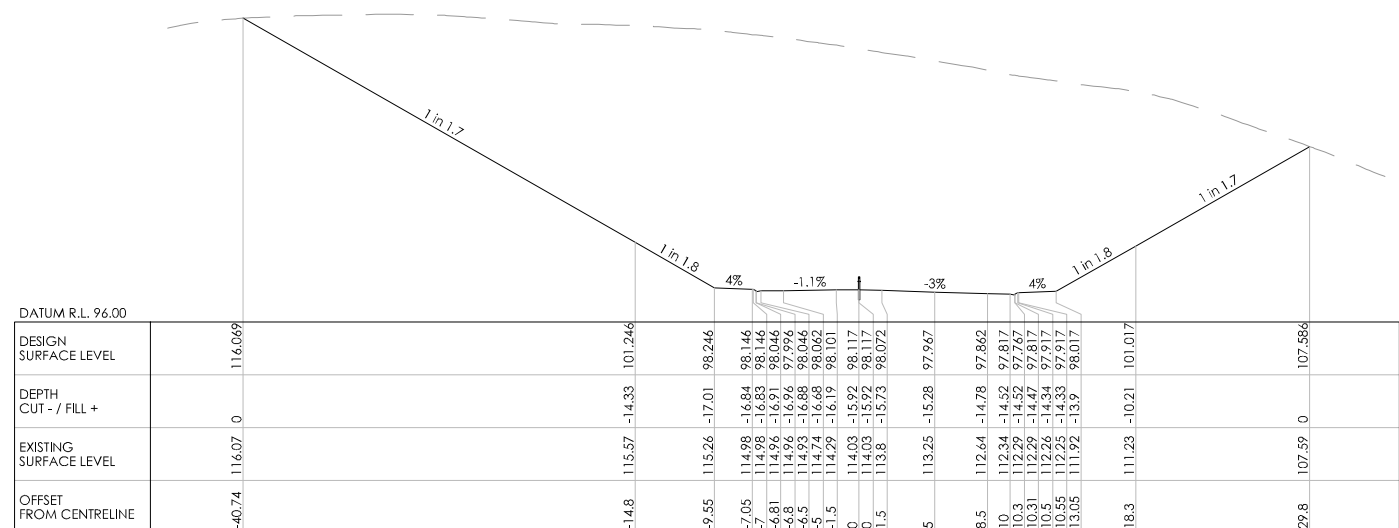 1 in 1.7
1 in 1.7
1 in 1.8
1 in 1.8
4%
-1.1%
-3%
4%
DATUM R.L. 96.00
DESIGN
SURFACE LEVEL
116.069 101.246 98.246 98.146 98.146 98.046 97.996 98.046 98.062 98.101 98.117 98.117 98.072 97.967 97.862 97.817 97.767 97.817 97.917 97.917 98.017 101.017 107.586
DEPTH
CUT - / FILL +
0 -14.33 -17.01 -16.84 -16.83 -16.91 -16.96 -16.88 -16.68 -16.19 -15.92 -15.92 -15.73 -15.28 -14.78 -14.52 -14.52 -14.47 -14.34 -14.33 -13.9 -10.21 0
EXISTING
SURFACE LEVEL
116.07 115.57 115.26 114.98 114.98 114.96 114.96 114.93 114.74 114.29 114.03 114.03 113.8 113.25 112.64 112.34 112.29 112.29 112.26 112.25 111.92 111.23 107.59
OFFSET
FROM CENTRELINE
-40.74 -14.8 -9.55 -7.05 -7 -6.81 -6.8 -6.5 -5 -1.5 0 0 1.5 5 8.5 10 10.3 10.31 10.5 10.55 13.05 18.3 29.8